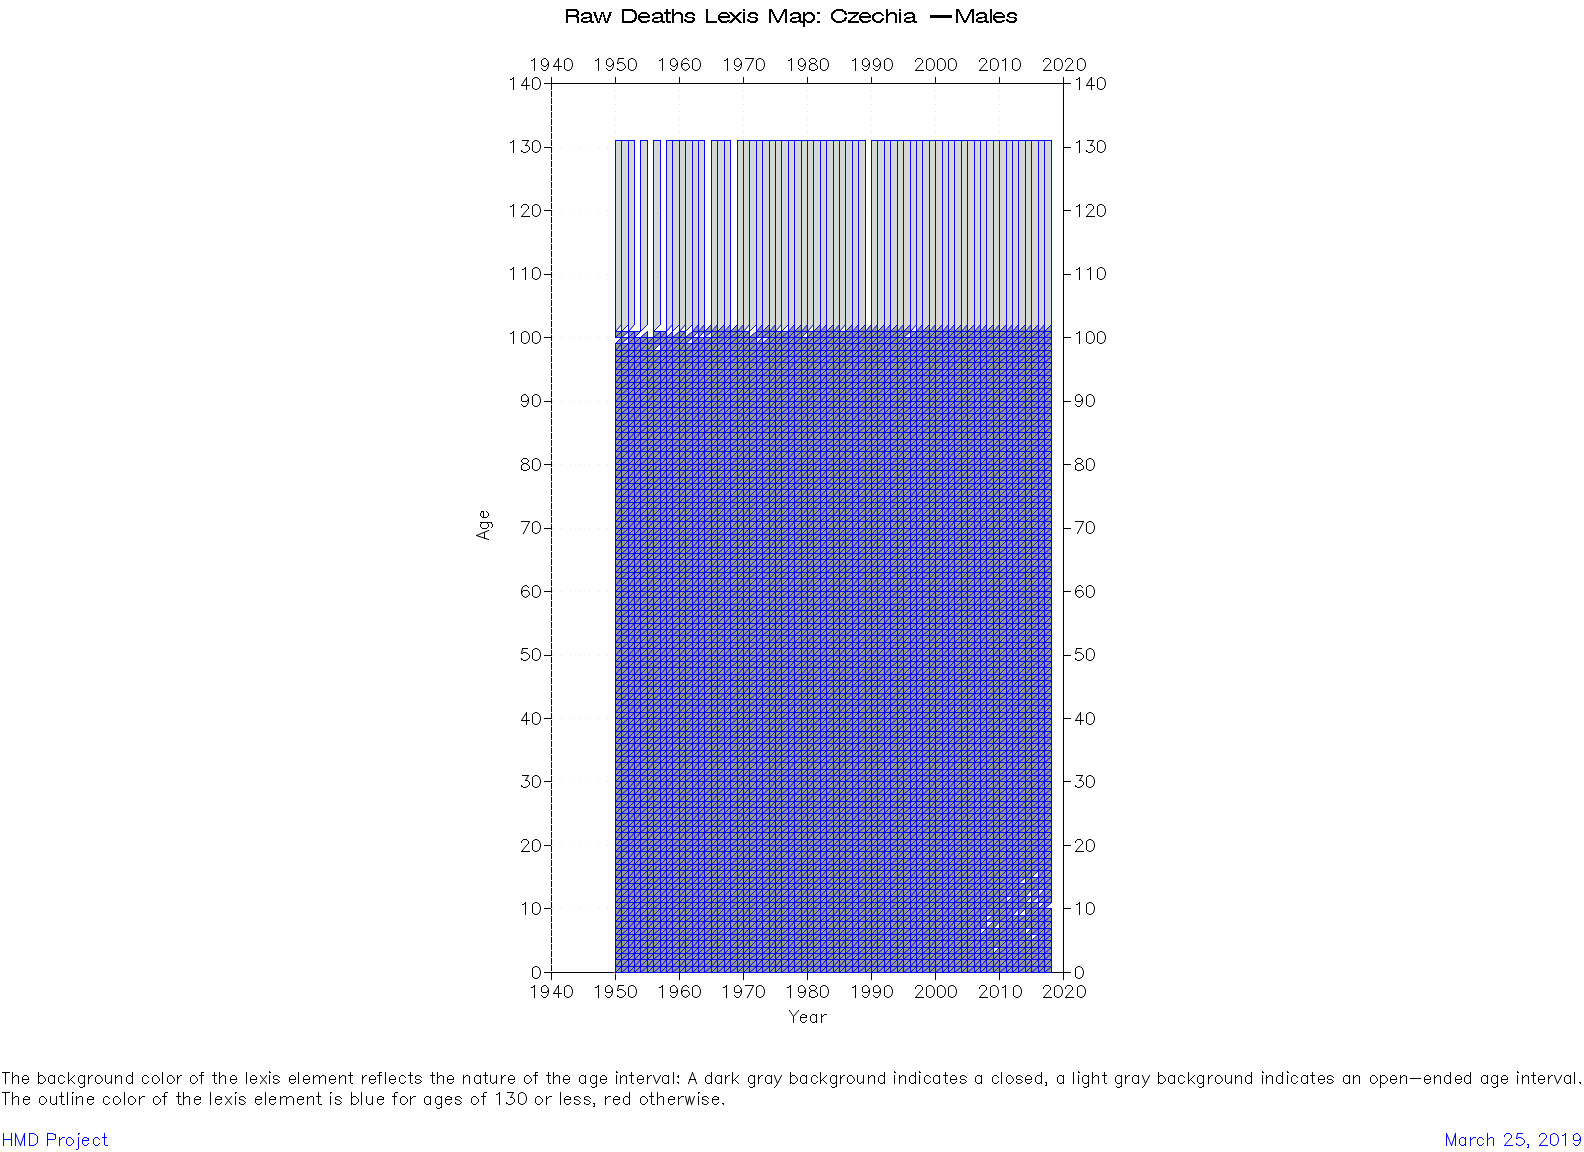 Raw Deaths Lexis Map: Czechia —Males
1940 1950 1960 1970 1980 1990 2000 2010 2020
140 140
130 130
120 120
110 110
100 100
90 90
80 80
70 70
Age
60 60
50 50
40 40
30 30
20 20
10 10
0 0
1940 1950 1960 1970 1980 1990 2000 2010 2020
Year
The background color of the lexis element reflects the nature of the age interval: A dark gray background indicates a closed, a light gray background indicates an open-ended age interval.
The outline color of the lexis element is blue for ages of 130 or less, red otherwise.
HMD Project March 25, 2019